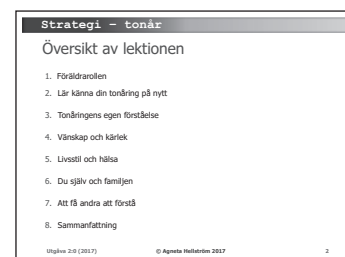 Strategi – tonår
Översikt av lektionen
1. Föräldrarollen
2. Lär känna din tonåring på nytt
3. Tonåringens egen förståelse
4. Vänskap och kärlek
5. Livsstil och hälsa
6. Du själv och familjen
7. Att få andra att förstå
8. Sammanfattning
Utgåva 2:0 (2017) © Agneta Hellström 2017 2